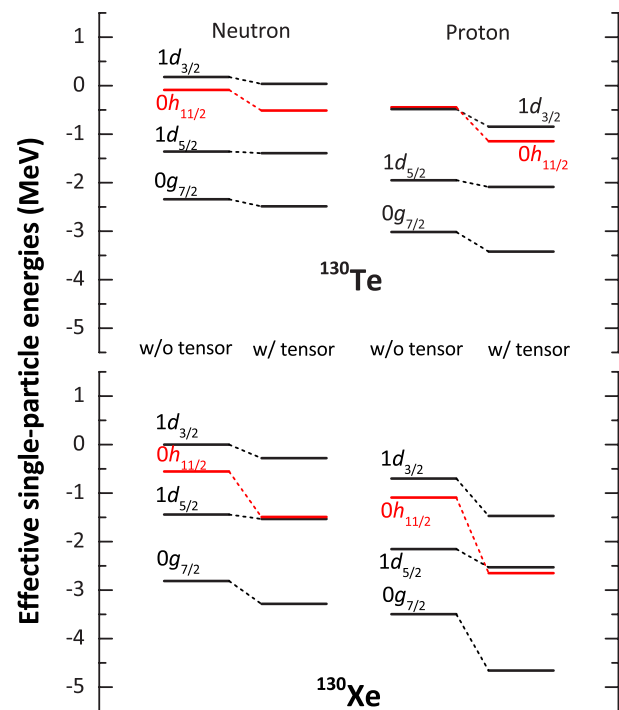 Effective single-particle energies (MeV)
Neutron
Proton
1
0
-1
-2
-3
-4
-5
1d3/2
0h11/2
1d5/2
0g7/2
1d3/2
0h11/2
1d5/2
0g7/2
130Te
w/o tensor
w/ tensor
w/o tensor
w/ tensor
1
0
-1
-2
-3
-4
-5
1d3/2
0h11/2
1d5/2
0g7/2
1d3/2
0h11/2
1d5/2
0g7/2
130Xe